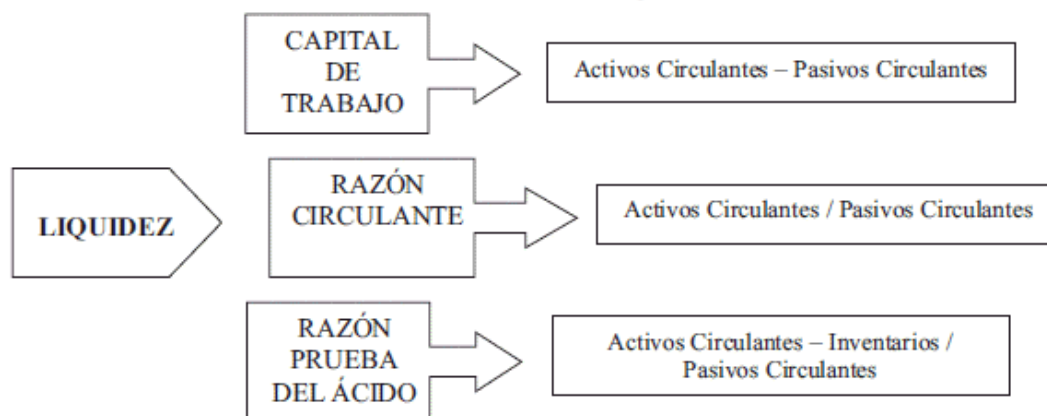 LIQUIDEZ
CAPITAL
DE
TRABAJO
Activos Circulantes – Pasivos Circulantes
RAZÓN
CIRCULANTE
Activos Circulantes / Pasivos Circulantes
RAZÓN
PRUEBA
DEL ÁCIDO
Activos Circulantes – Inventarios /
Pasivos Circulantes